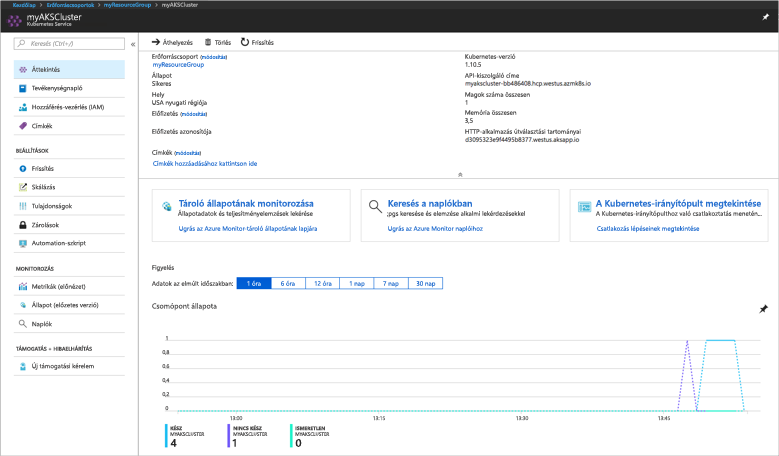 Kezdőlap > Erőforráscsoportok > myResourceGroup > myAKSCluster
myAKSCluster
Kubernetes Service
Keresés (Ctrl+/)
Áttekintés
Tevékenységnapló
Hozzáférés-vezérlés (IAM)
Címkék
BEÁLLÍTÁSOK
Frissítés
Skálázás
Tulajdonságok
Zárolások
Automation-szkript
MONITOROZÁS
Metrikák (előnézet)
Állapot (előzetes verzió)
Naplók
TÁMOGATÁS + HIBAELHÁRÍTÁS
Új támogatási kérelem
Áthelyezés Törlés Frissítés
Erőforráscsoport (módosítás)
myResourceGroup
Állapot
Sikeres
Hely
USA nyugati régiója
Előfizetés (módosítás)
Előfizetés azonosítója
Címkék (módosítás)
Címkék hozzáadásához kattintson ide
Kubernetes-verzió
1.10.5
API-kiszolgáló címe
myakscluster-bb486408.hcp.westus.azmk8s.io
Magok száma összesen
1
Memória összesen
3,5
HTTP-alkalmazás útválasztási tartományai
d3095323e9f4495b8377.westus.aksapp.io
Tároló állapotának monitorozása
Állapotadatok és teljesítményelemzések lekérése
Ugrás az Azure Monitor-tároló állapotának lapjára
Keresés a naplókban
;pgs keresése és elemzése alkalmi lekérdezésekkel
Ugrás az Azure Monitor naplóihoz
A Kubernetes-irányítópult megtekintése
A Kubernetes-irányítópulthoz való csatlakoztatás menetén...
Csatlakozás lépéseinek megtekintése
Figyelés
Adatok az elmúlt időszakban: 1 óra 6 óra 12 óra 1 nap 7 nap 30 nap
Csomópont állapota
1
0,8
0,6
0,4
0,2
0
13:00 13:15 13:30 13:45
KÉSZ
MYAKSCLUSTER
4
NINCS KÉSZ
MYAKSCLUSTER
1
ISMERETLEN
MYAKSCLUSTER
0